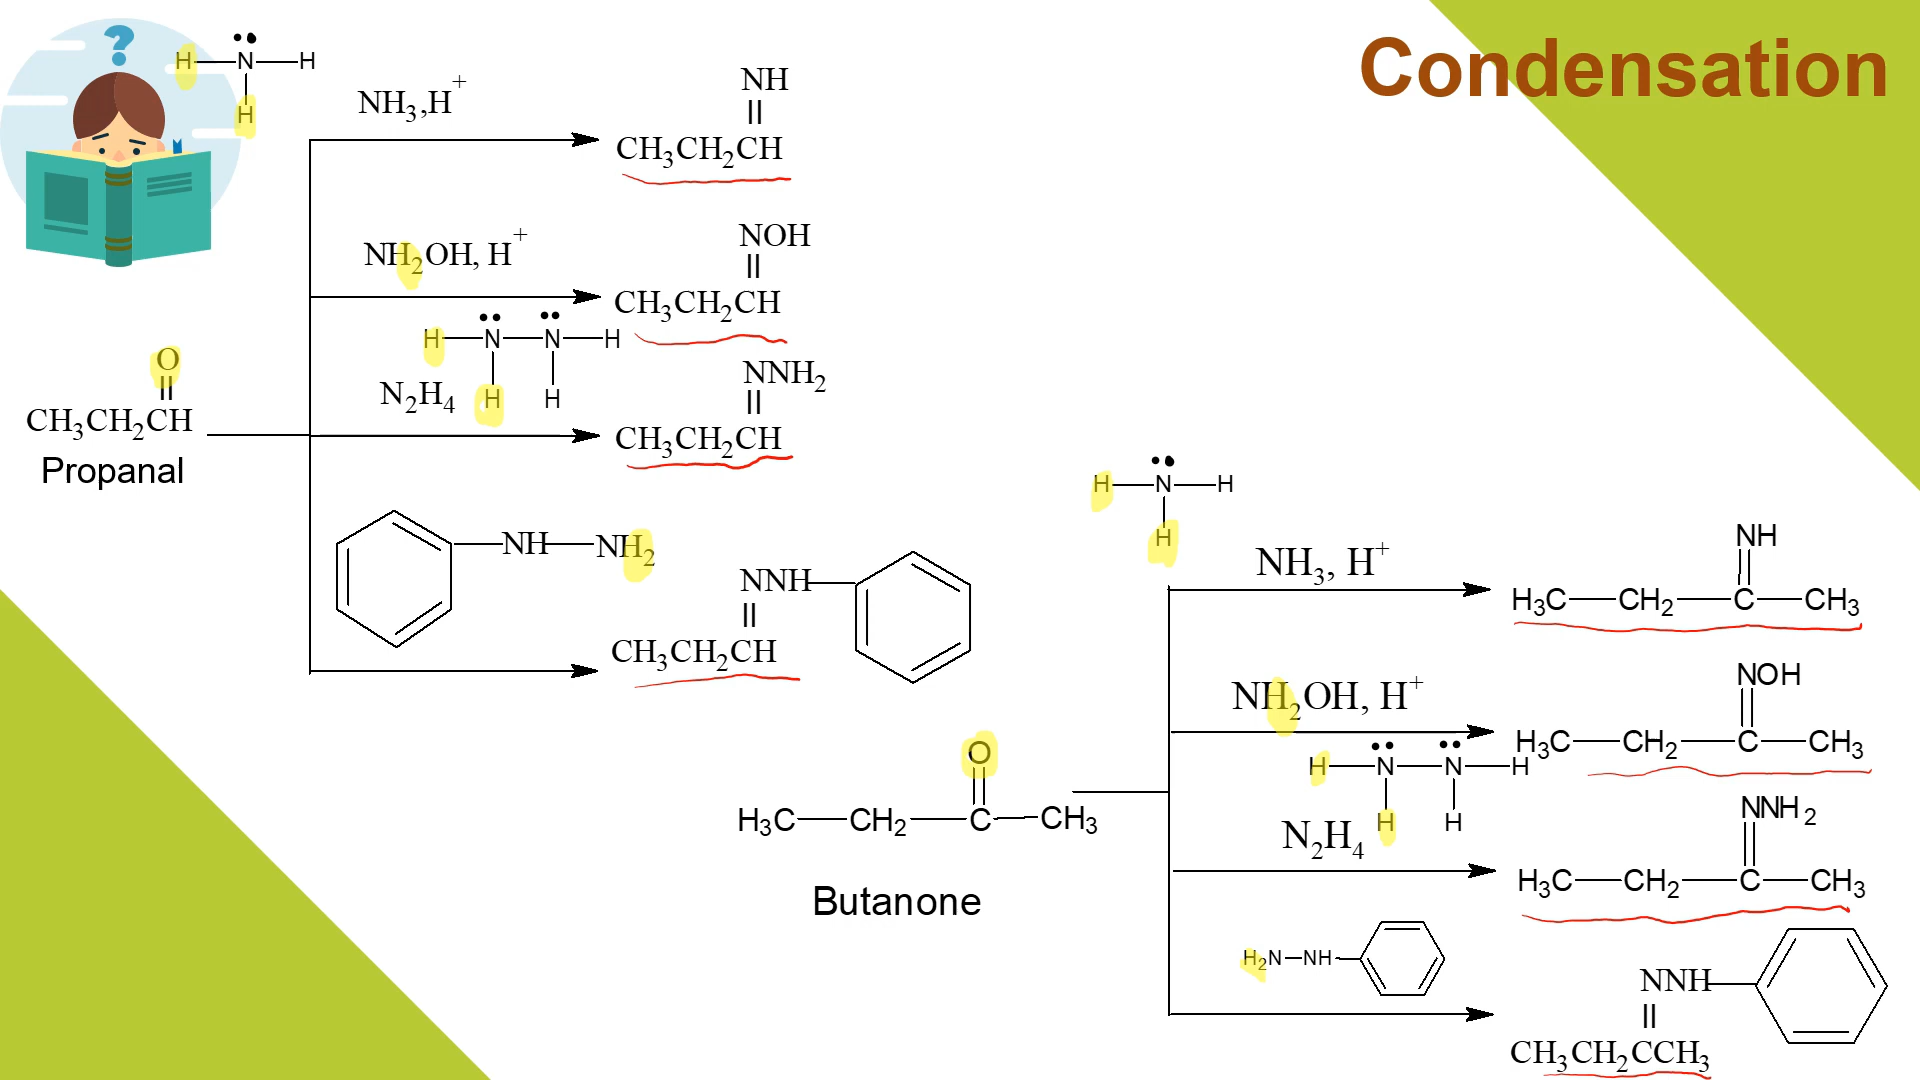 Condensation
?
H N H
H
NH3,H+
NH
CH3CH2CH
NH2OH, H+
NOH
CH3CH2CH
H N N H
H H
N2H4
NNH2
CH3CH2CH
O
CH3CH2CH
Propanal
NH NH2
NNH
CH3CH2CH
H N H
H
NH3, H+
NH
H3C CH2 C CH3
NH2OH, H+
NOH
H3C CH2 C CH3
H N N H
H H
N2H4
NNH2
H3C CH2 C CH3
O
H3C CH2 C CH3
Butanone
H2N NH
NNH
CH3CH2CCH3